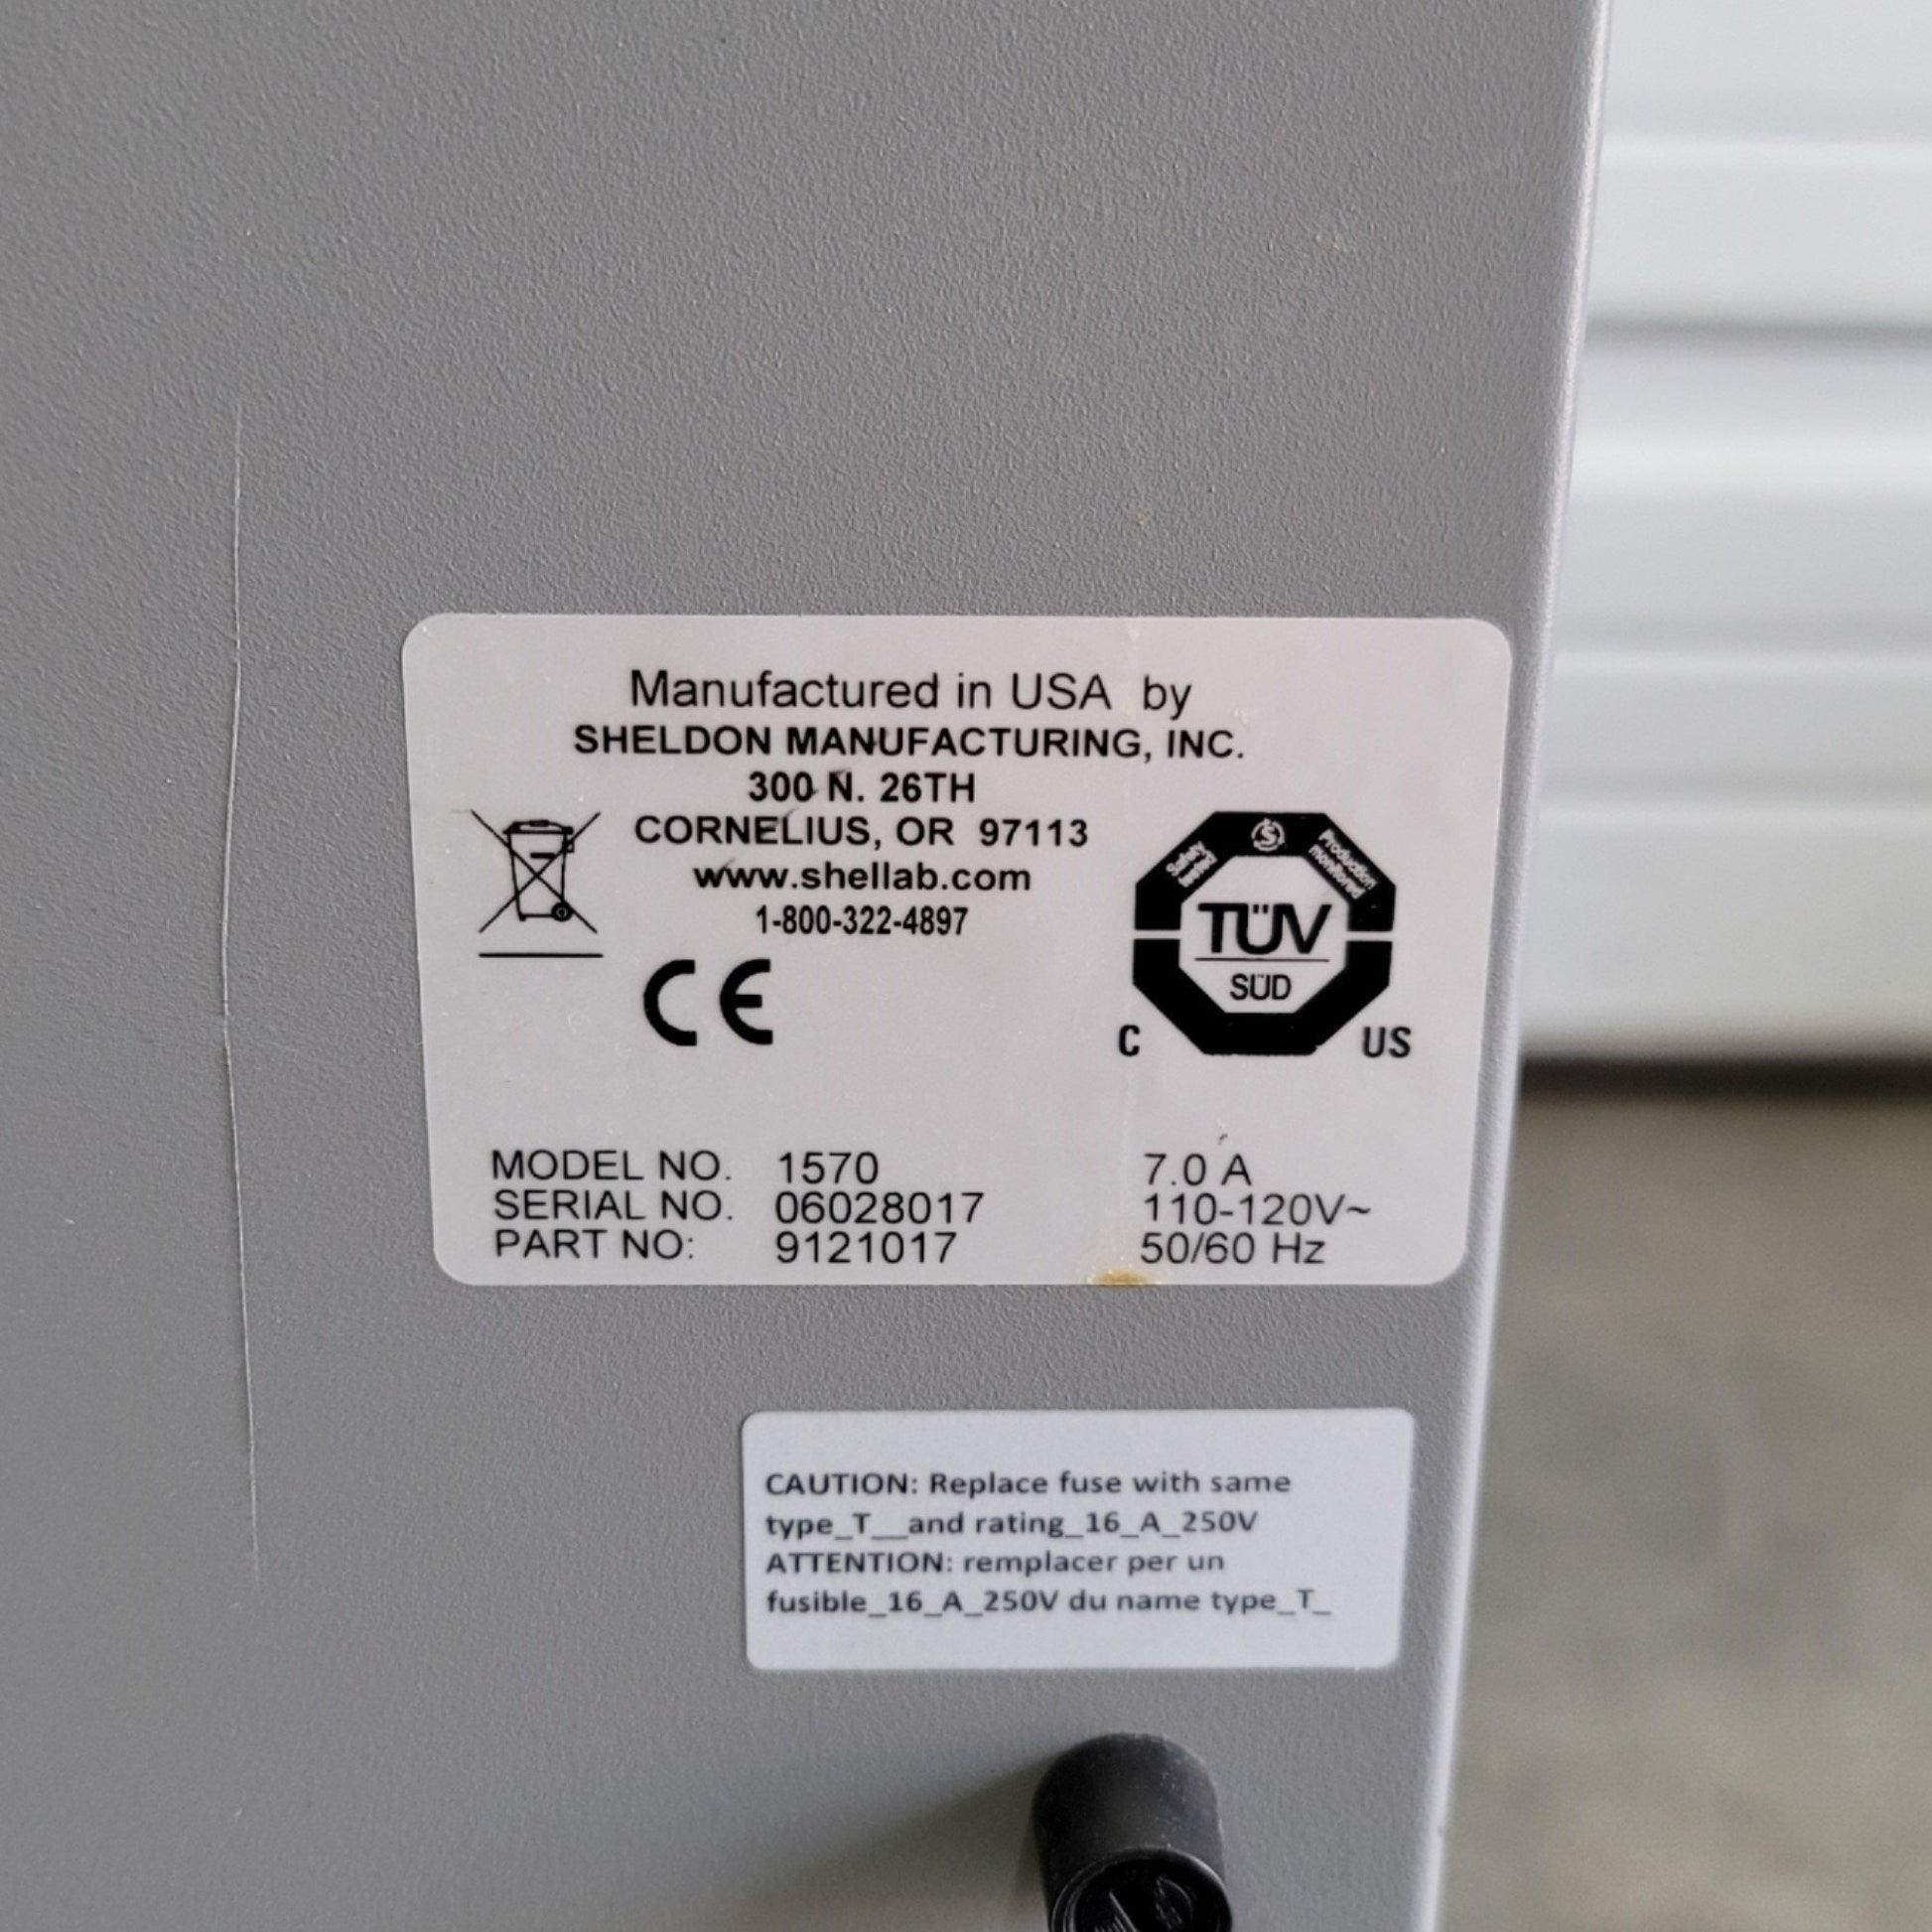 Manufactured in USA by
SHELDON MANUFACTURING, INC.
300 N. 26TH
CORNELIUS, OR 97113
www.shellab.com
1-800-322-4897
CE
S
Production
monitored
TÜV
SÜD
C US
MODEL NO. 1570 7.0 A
SERIAL NO. 06028017 110-120V~
PART NO: 9121017 50/60 Hz
CAUTION: Replace fuse with same
type_T__and rating_16_A_250V
ATTENTION: remplacer per un
fusible_16_A_250V du name type_T_